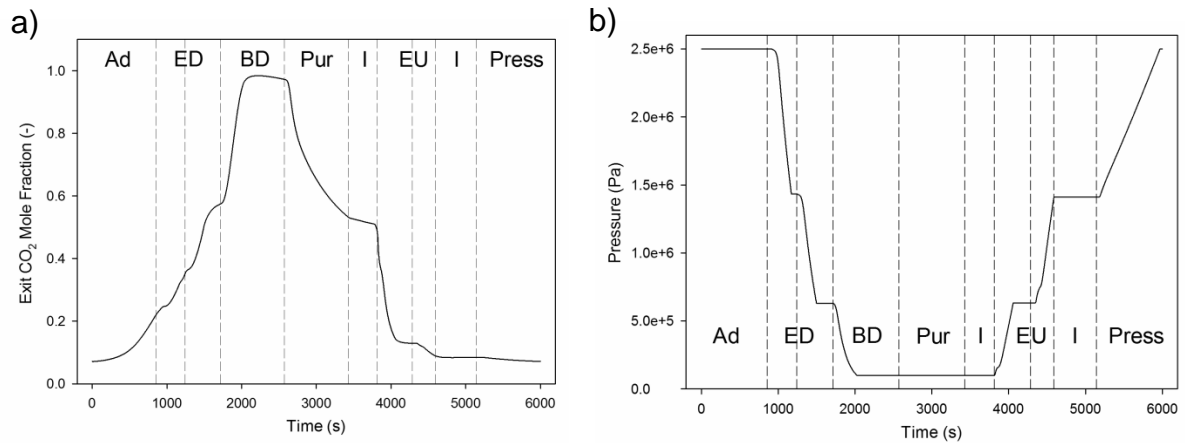 a)
Ad ED BD Pur I EU I Press
Exit CO₂ Mole Fraction (-)
1.0
0.8
0.6
0.4
0.2
0.0
0 1000 2000 3000 4000 5000 6000
Time (s)
b)
Pressure (Pa)
2.5e+6
2.0e+6
1.5e+6
1.0e+6
5.0e+5
0.0
Ad ED BD Pur I EU I Press
0 1000 2000 3000 4000 5000 6000
Time (s)